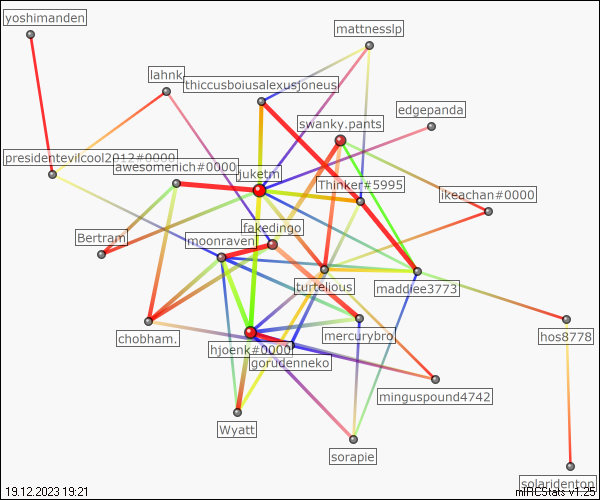 yoshimanden
mattnesslp
lahnk
thiccusboiusalexusjoneus
edgepanda
swanky.pants
presidentevilcool2012#0000
awesomenich#0000
juketm
Thinker#5995
ikeachan#0000
fakedingo
Bertram
moonraven
turtelious
maddiee3773
chobham.
mercurybro
hos8778
hjoenk#0000
gorudenneko
minguspound4742
Wyatt
sorapie
solaridenton
19.12.2023 19:21
mIRCStats v1.25